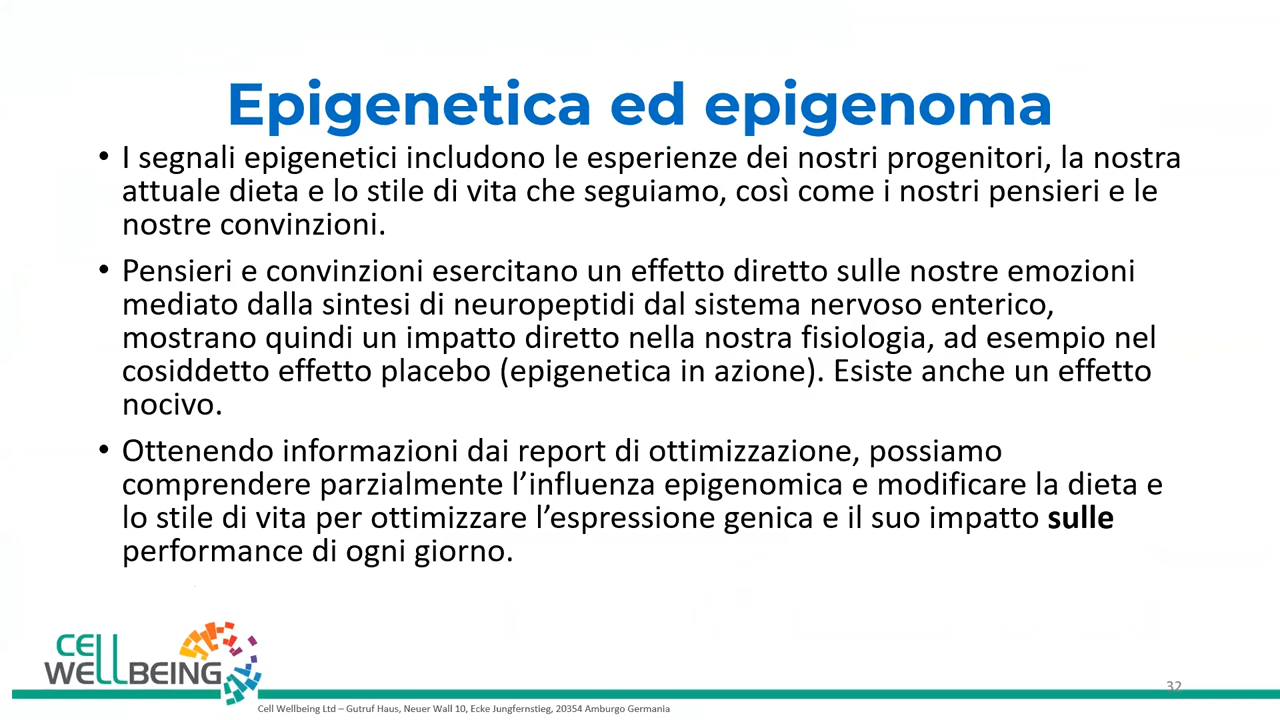 Epigenetica ed epigenoma
• I segnali epigenetici includono le esperienze dei nostri progenitori, la nostra
attuale dieta e lo stile di vita che seguiamo, così come i nostri pensieri e le
nostre convinzioni.
• Pensieri e convinzioni esercitano un effetto diretto sulle nostre emozioni
mediato dalla sintesi di neuropeptidi dal sistema nervoso enterico,
mostrano quindi un impatto diretto nella nostra fisiologia, ad esempio nel
cosiddetto effetto placebo (epigenetica in azione). Esiste anche un effetto
nocivo.
• Ottenendo informazioni dai report di ottimizzazione, possiamo
comprendere parzialmente l’influenza epigenomica e modificare la dieta e
lo stile di vita per ottimizzare l’espressione genica e il suo impatto sulle
performance di ogni giorno.
CELL
WELLBEING
32
Cell Wellbeing Ltd – Gutruf Haus, Neuer Wall 10, Ecke Jungfernstieg, 20354 Amburgo Germania